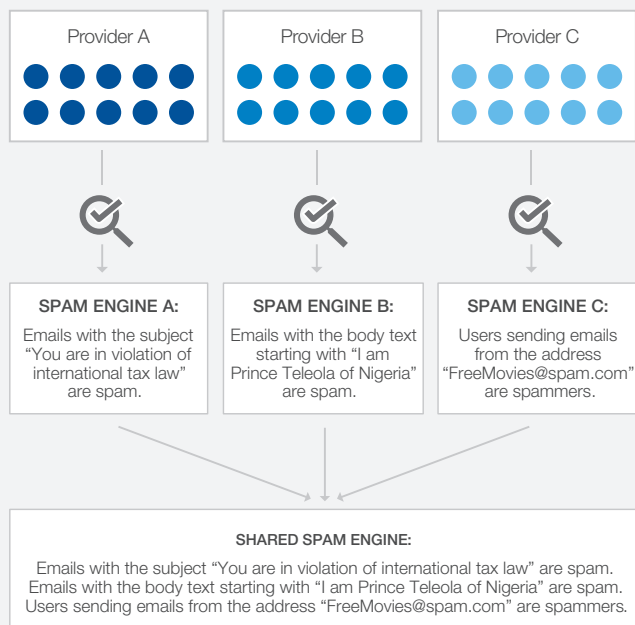 Provider A
Provider B
Provider C
SPAM ENGINE A:
Emails with the subject
“You are in violation of
international tax law”
are spam.
SPAM ENGINE B:
Emails with the body text
starting with “I am
Prince Teleola of Nigeria”
are spam.
SPAM ENGINE C:
Users sending emails
from the address
“FreeMovies@spam.com”
are spammers.
SHARED SPAM ENGINE:
Emails with the subject “You are in violation of international tax law” are spam.
Emails with the body text starting with “I am Prince Teleola of Nigeria” are spam.
Users sending emails from the address “FreeMovies@spam.com” are spammers.